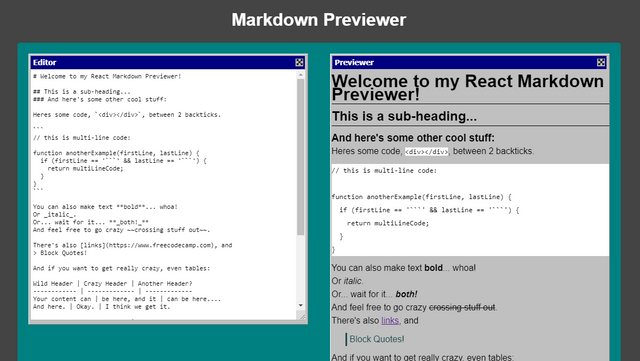 Markdown Previewer
Editor
# Welcome to my React Markdown Previewer!
## This is a sub-heading...
### And here's some other cool stuff:
Heres some code, `<div></div>`, between 2 backticks.
```
// this is multi-line code:
function anotherExample(firstLine, lastLine) {
  if (firstLine == '```' && lastLine == '```') {
    return multiLineCode;
  }
}
```
You can also make text **bold**... whoa!
Or _italic_.
Or... wait for it... **_both!_**
And feel free to go crazy ~~crossing stuff out~~.
There's also [links](https://www.freecodecamp.com), and
> Block Quotes!
And if you want to get really crazy, even tables:
Wild Header | Crazy Header | Another Header?
------------ | ------------- | -------------
Your content can | be here, and it | can be here....
And here. | Okay. | I think we get it.
Previewer
Welcome to my React Markdown
Previewer!
This is a sub-heading...
And here's some other cool stuff:
Heres some code, <div></div>, between 2 backticks.
// this is multi-line code:
function anotherExample(firstLine, lastLine) {
  if (firstLine == '```' && lastLine == '```') {
    return multiLineCode;
  }
}
You can also make text bold... whoa!
Or italic.
Or... wait for it... both!
And feel free to go crazy crossing stuff out.
There's also links, and
Block Quotes!
And if you want to get really crazy, even tables: